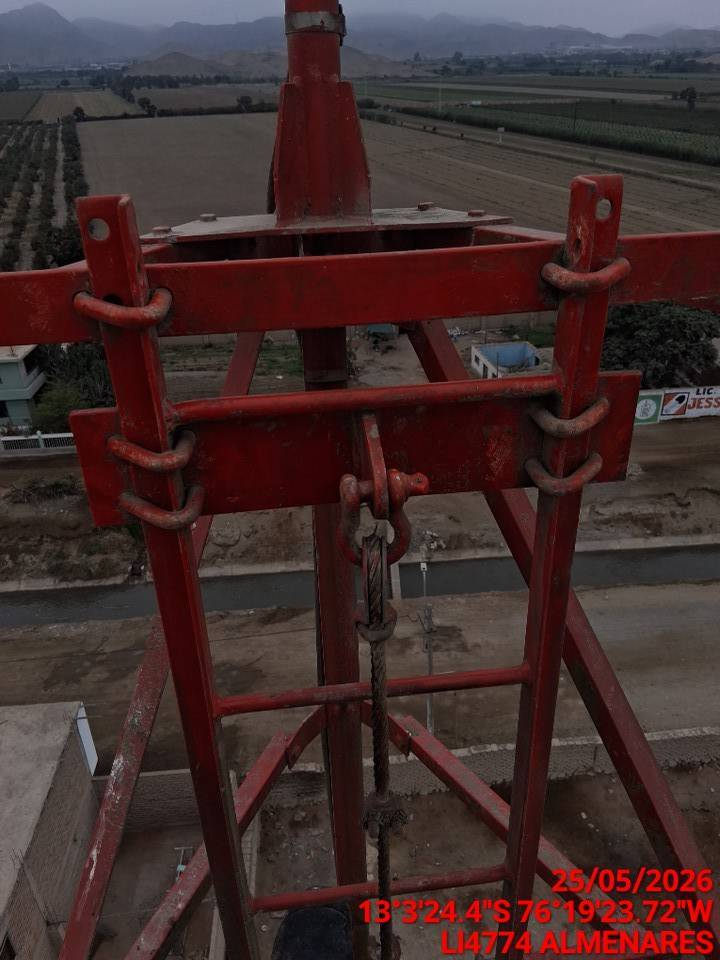 LIC.
JESS
25/05/2026
13°3'24.4"S 76°19'23.72"W
LI4774 ALMENARES